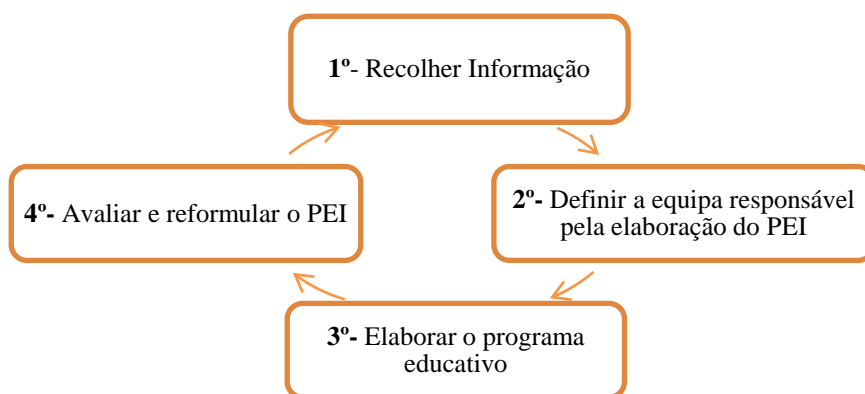 1º- Recolher Informação
2º- Definir a equipa responsável
pela elaboração do PEI
3º- Elaborar o programa
educativo
4º- Avaliar e reformular o PEI